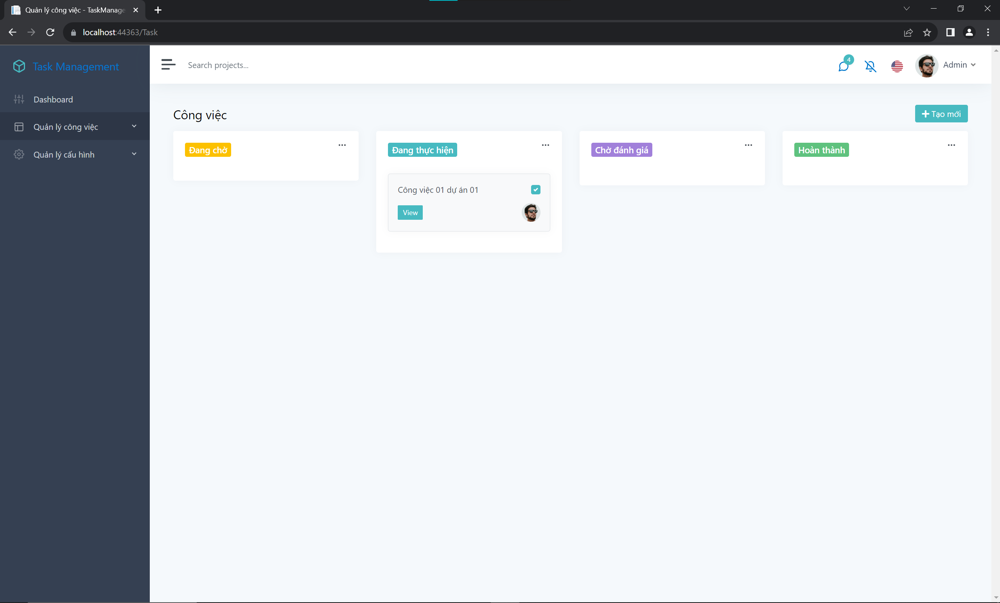 Quản lý công việc - TaskManage
localhost:44363/Task
Task Management
Search projects...
4
Admin
Dashboard
Quản lý công việc
Quản lý cấu hình
Công việc
Tạo mới
Đang chờ
Đang thực hiện
Chờ đánh giá
Hoàn thành
Công việc 01 dự án 01
View